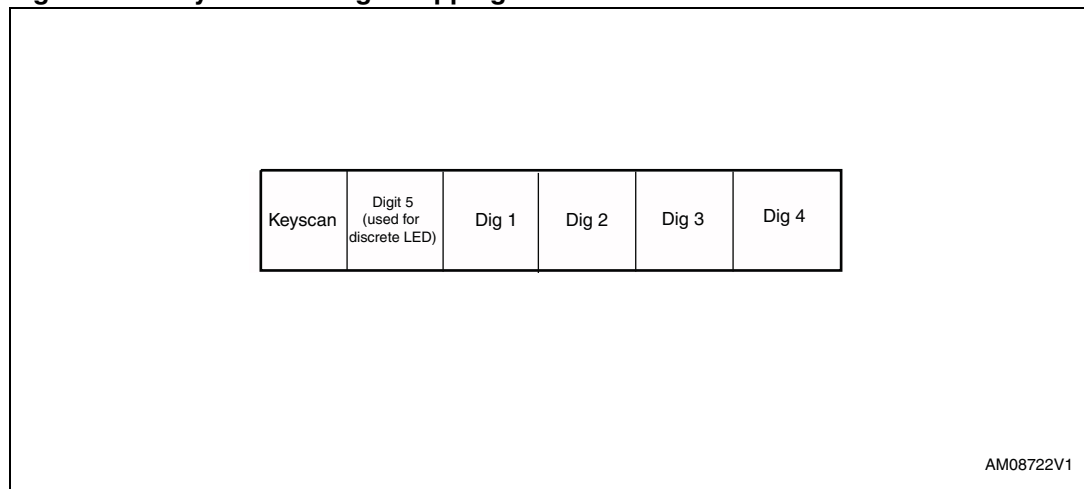 Keyscan
Digit 5
(used for
discrete LED)
Dig 1
Dig 2
Dig 3
Dig 4
AM08722V1